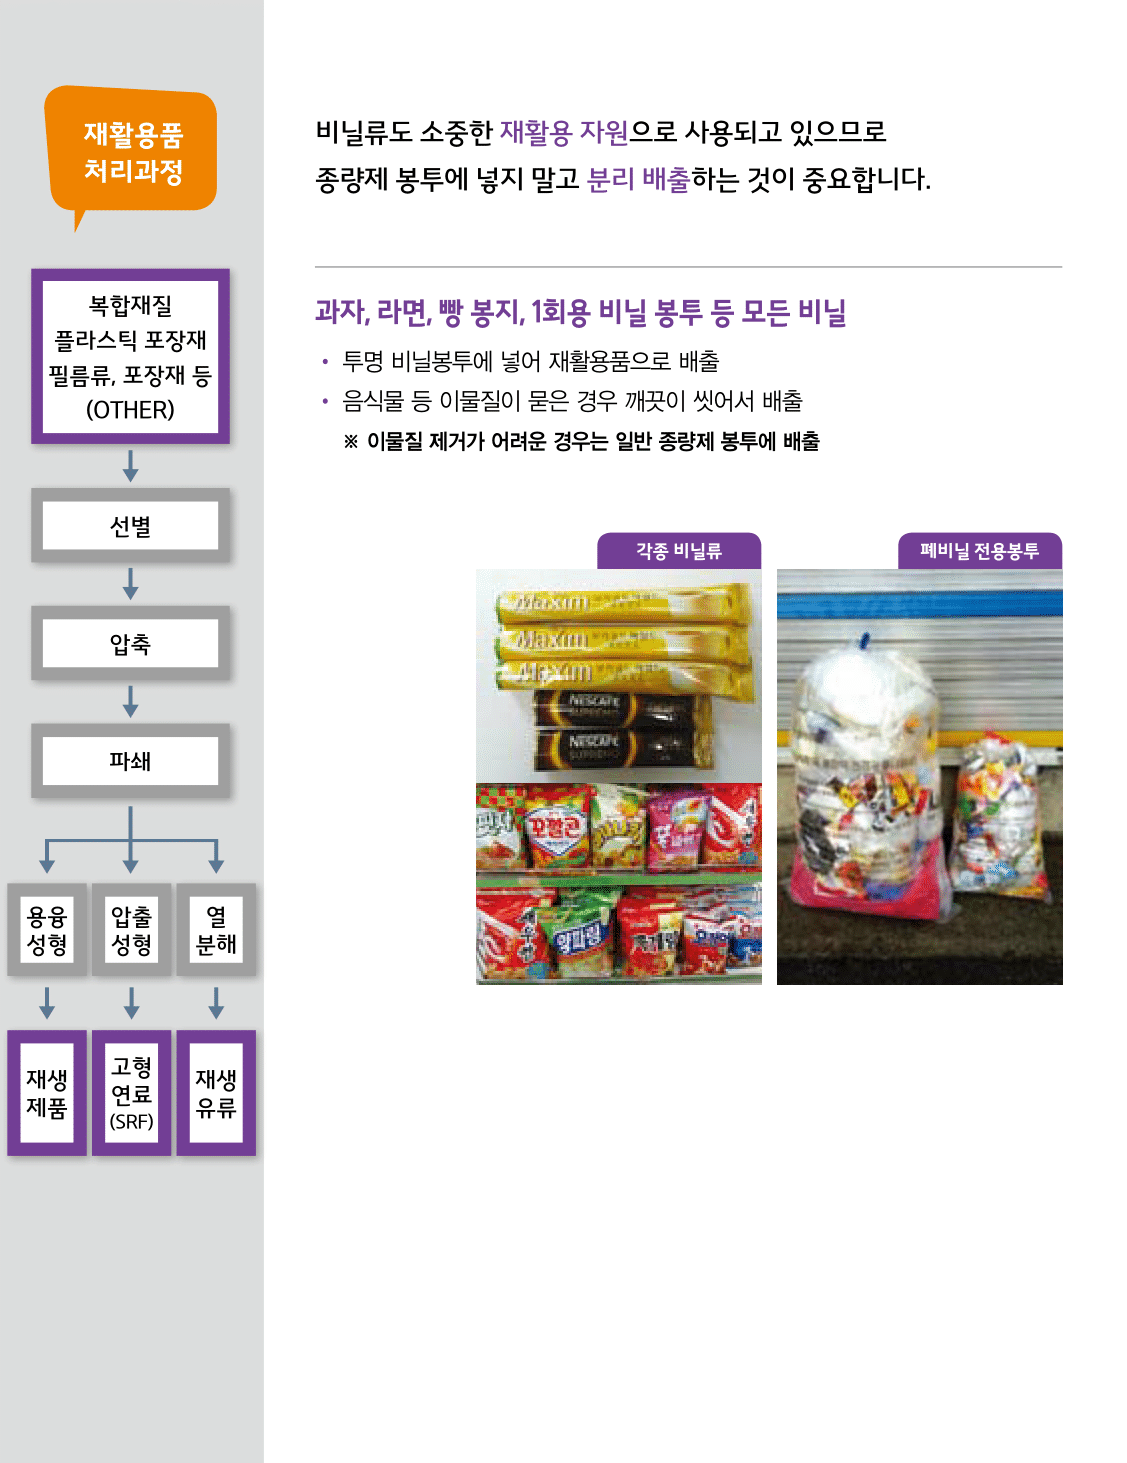 재활용품
처리과정
복합재질
플라스틱 포장재
필름류, 포장재 등
(OTHER)
선별
압축
파쇄
용융
성형
압출
성형
열
분해
재생
제품
고형
연료
(SRF)
재생
유류
비닐류도 소중한 재활용 자원으로 사용되고 있으므로
종량제 봉투에 넣지 말고 분리 배출하는 것이 중요합니다.
과자, 라면, 빵 봉지, 1회용 비닐 봉투 등 모든 비닐
• 투명 비닐봉투에 넣어 재활용품으로 배출
• 음식물 등 이물질이 묻은 경우 깨끗이 씻어서 배출
※ 이물질 제거가 어려운 경우는 일반 종량제 봉투에 배출
각종 비닐류
Maxim
Maxim
Maxim
NESCAFE
NESCAFE
꼬깔콘
폐비닐 전용봉투